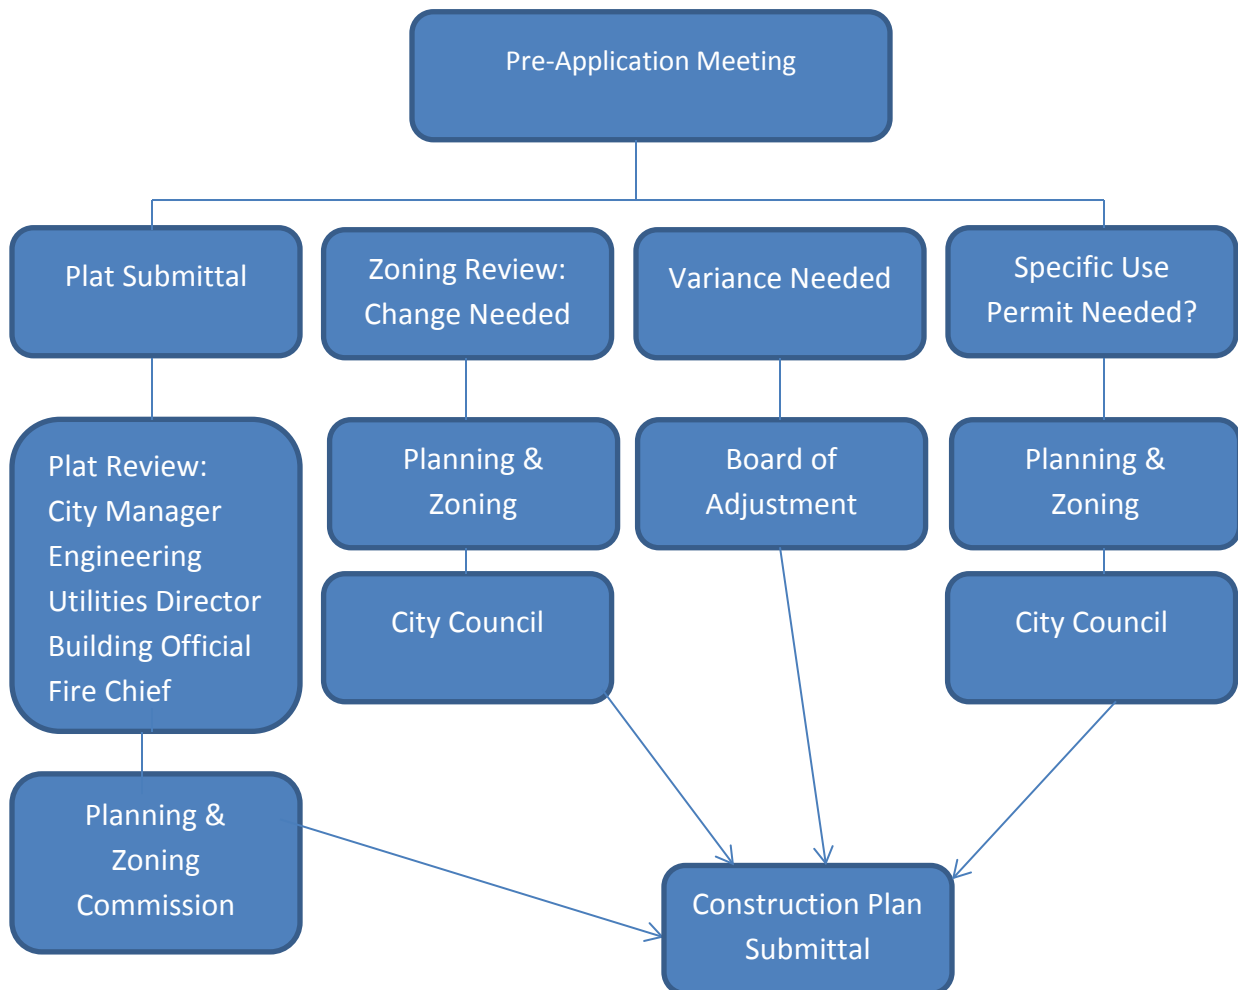 Pre-Application Meeting
Plat Submittal
Zoning Review:
Change Needed
Variance Needed
Specific Use
Permit Needed?
Plat Review:
City Manager
Engineering
Utilities Director
Building Official
Fire Chief
Planning &
Zoning
Board of
Adjustment
Planning &
Zoning
City Council
City Council
Planning &
Zoning
Commission
Construction Plan
Submittal